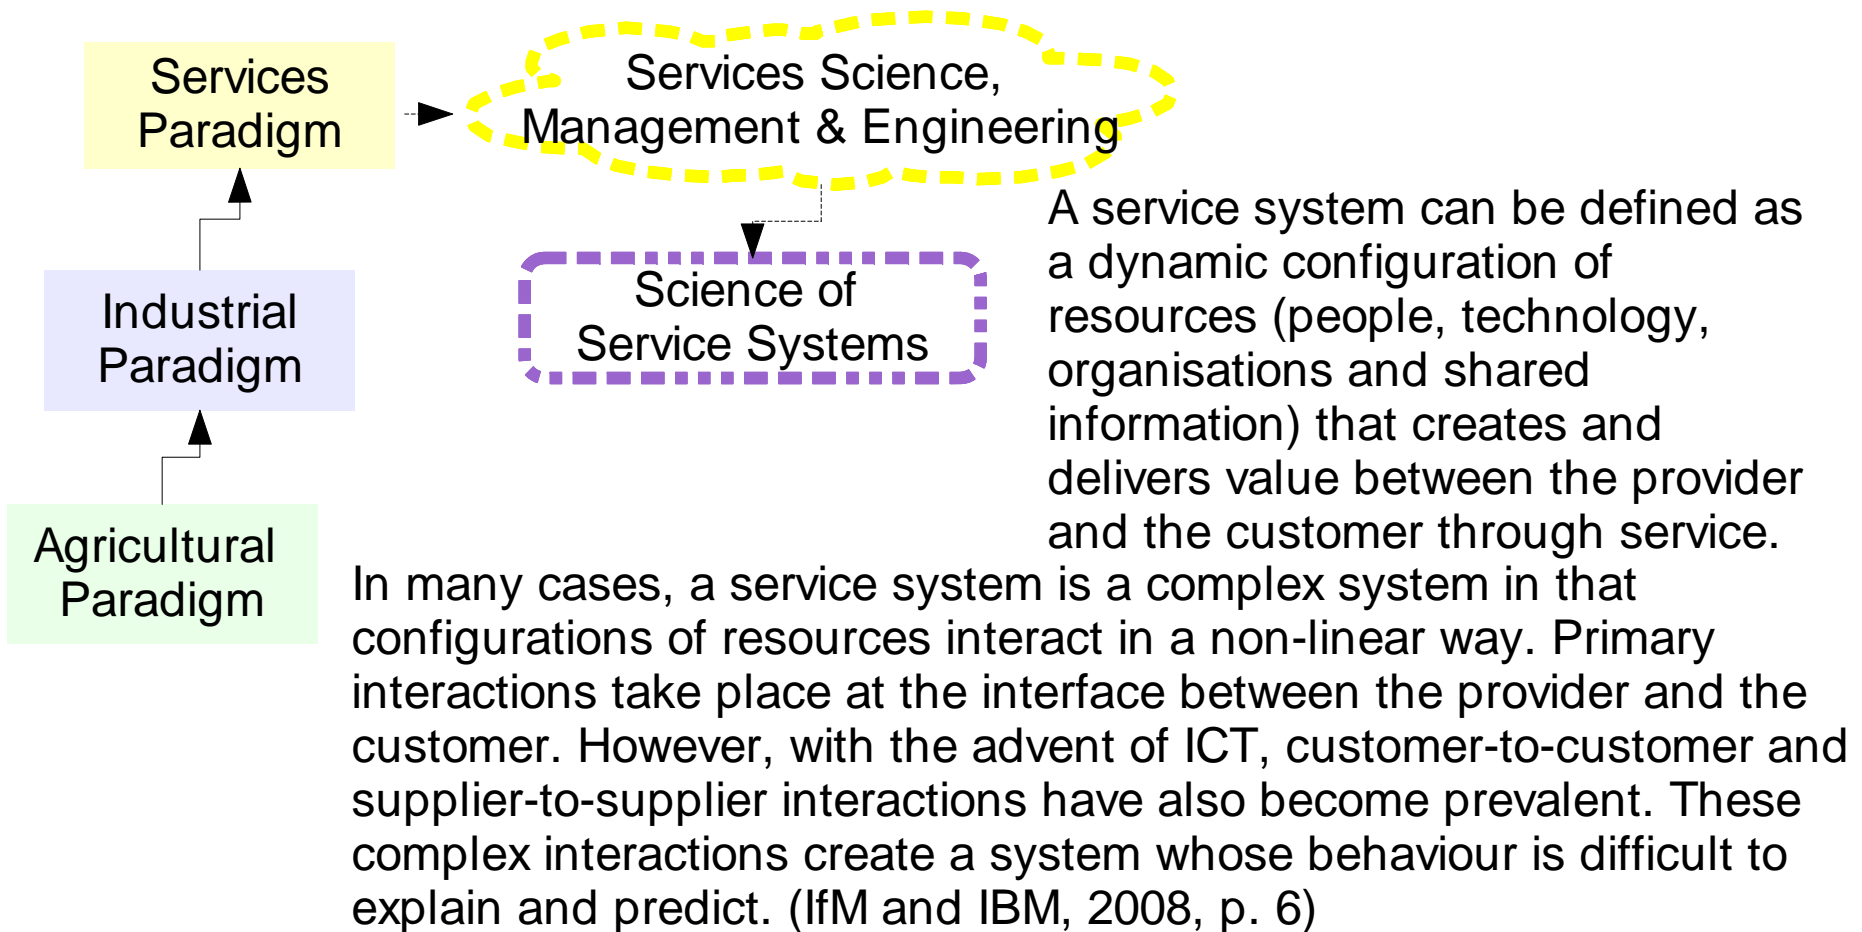 Services
Paradigm
Services Science,
Management & Engineering
Industrial
Paradigm
Science of
Service Systems
Agricultural
Paradigm
A service system can be defined as
a dynamic configuration of
resources (people, technology,
organisations and shared
information) that creates and
delivers value between the provider
and the customer through service.
In many cases, a service system is a complex system in that
configurations of resources interact in a non-linear way. Primary
interactions take place at the interface between the provider and the
customer. However, with the advent of ICT, customer-to-customer and
supplier-to-supplier interactions have also become prevalent. These
complex interactions create a system whose behaviour is difficult to
explain and predict. (IfM and IBM, 2008, p. 6)